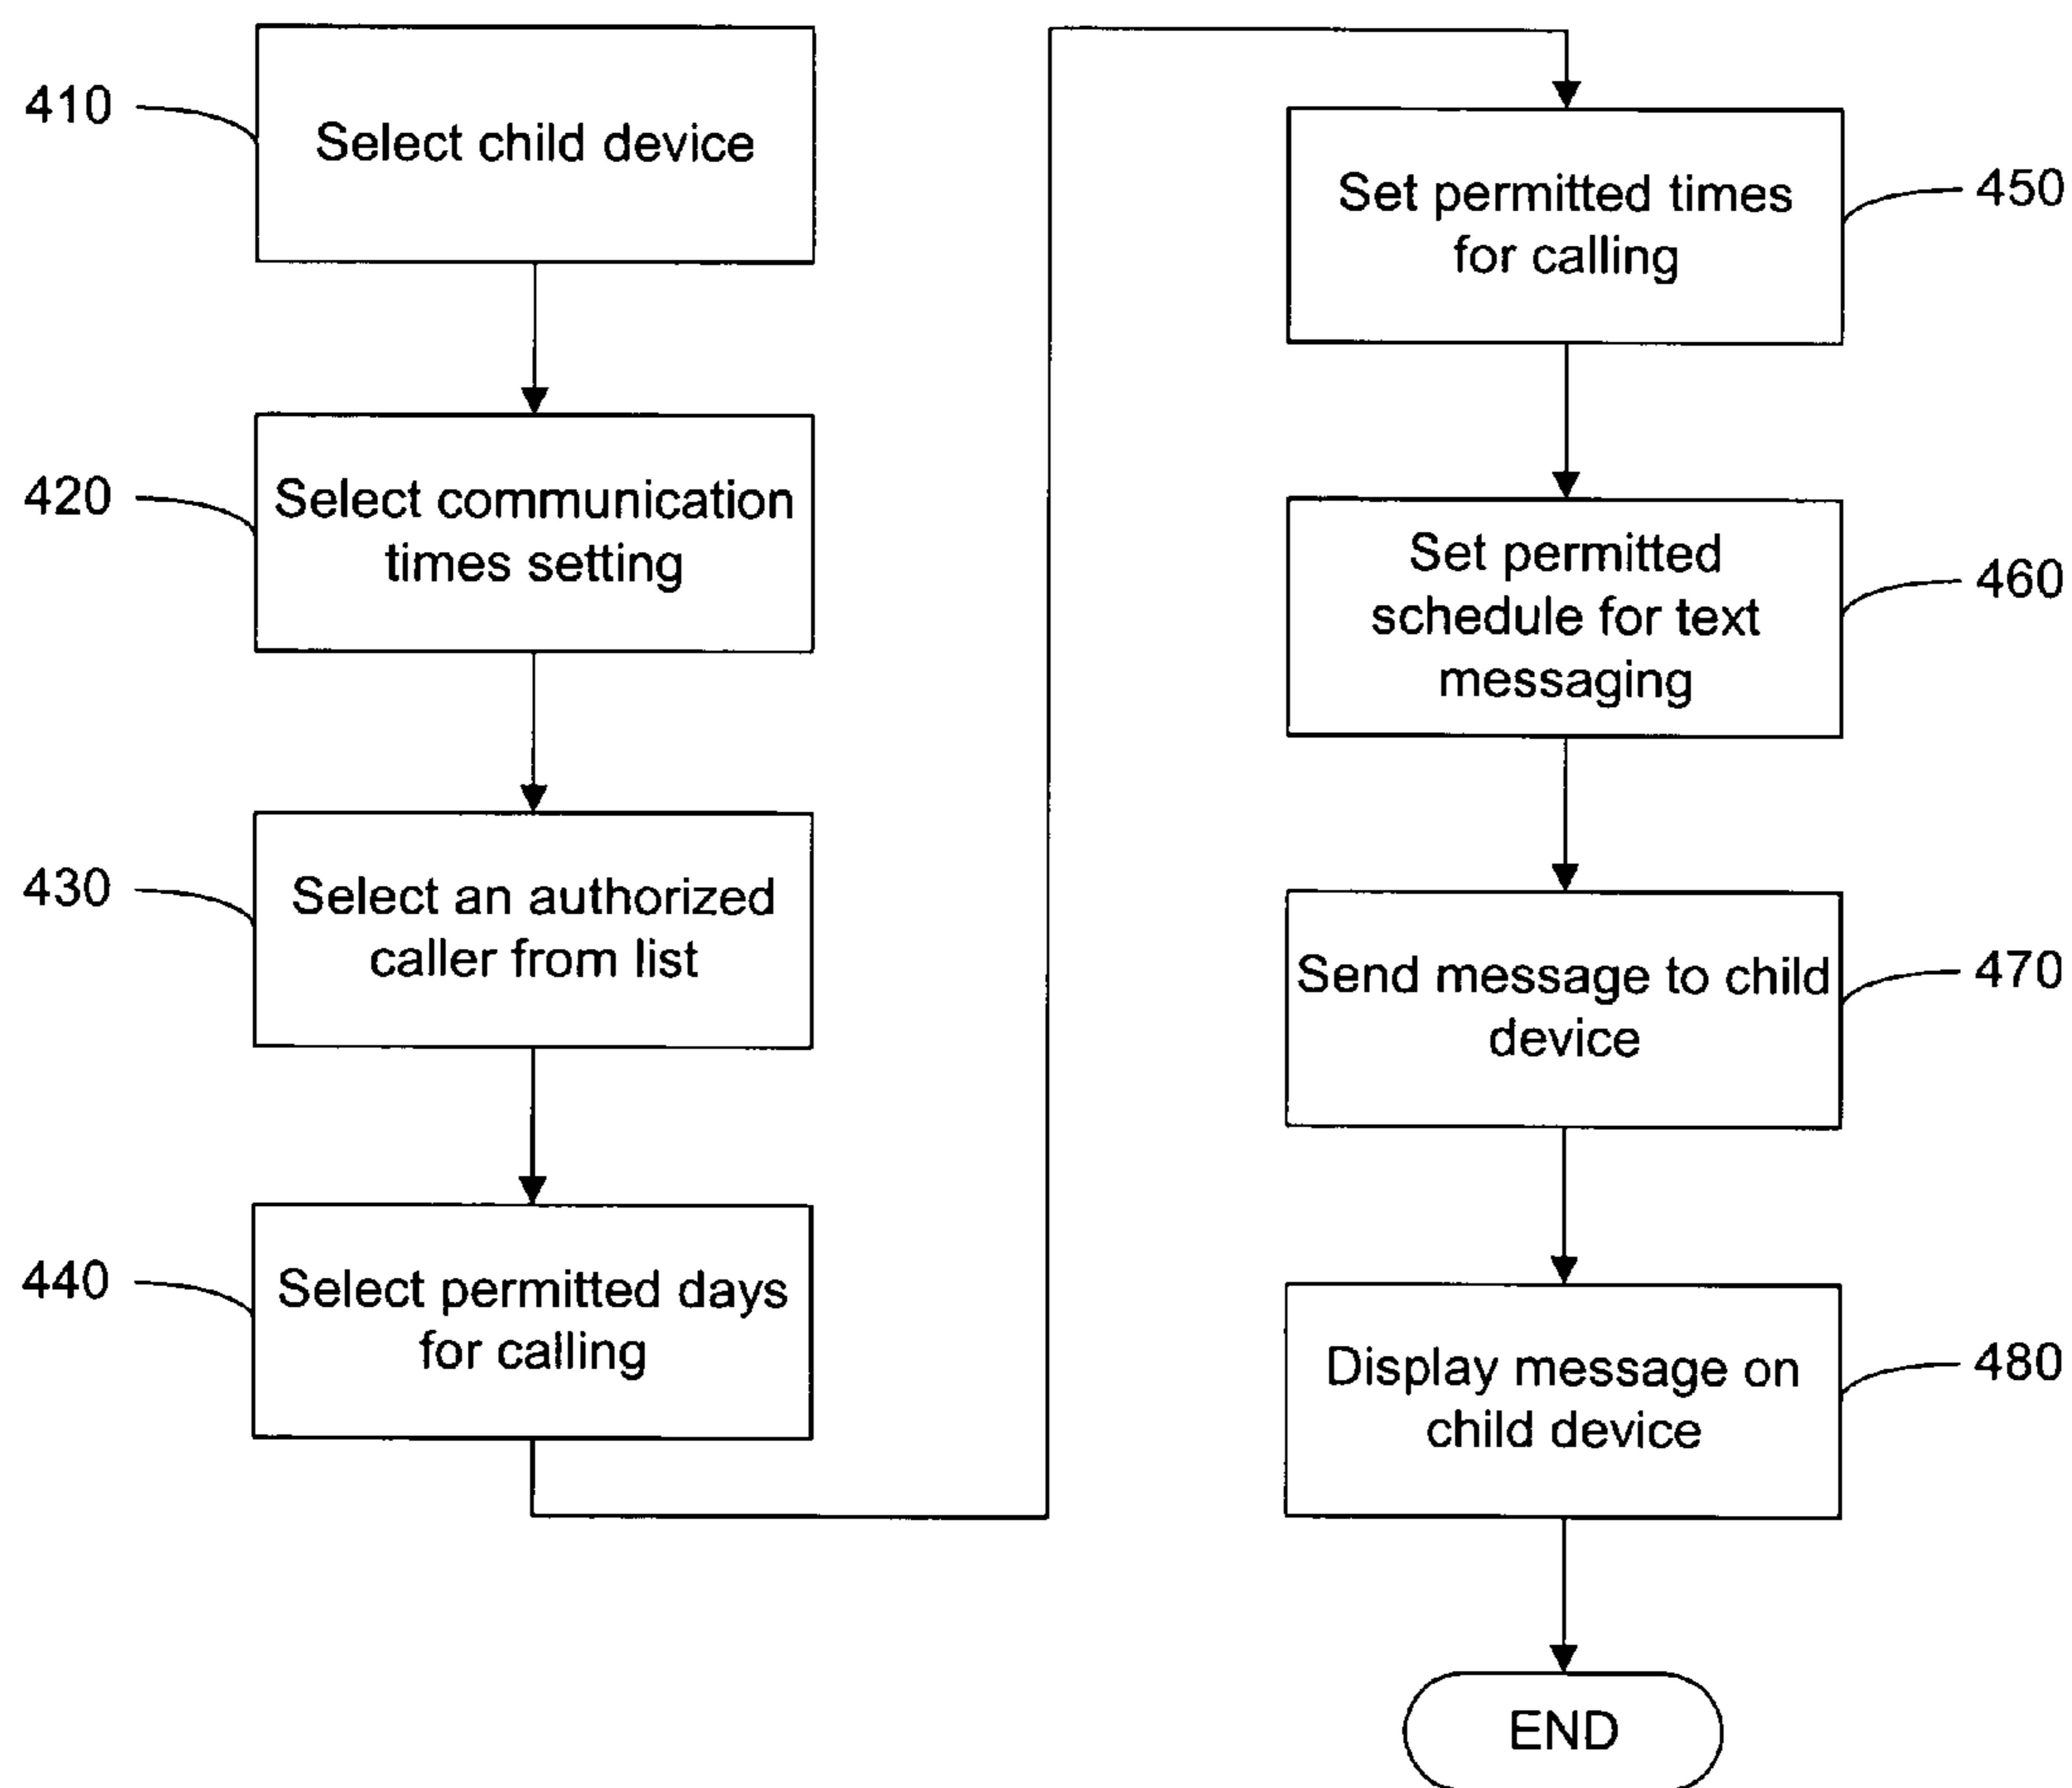 410
Select child device
420
Select communication
times setting
430
Select an authorized
caller from list
440
Select permitted days
for calling
450
Set permitted times
for calling
460
Set permitted
schedule for text
messaging
470
Send message to child
device
480
Display message on
child device
END